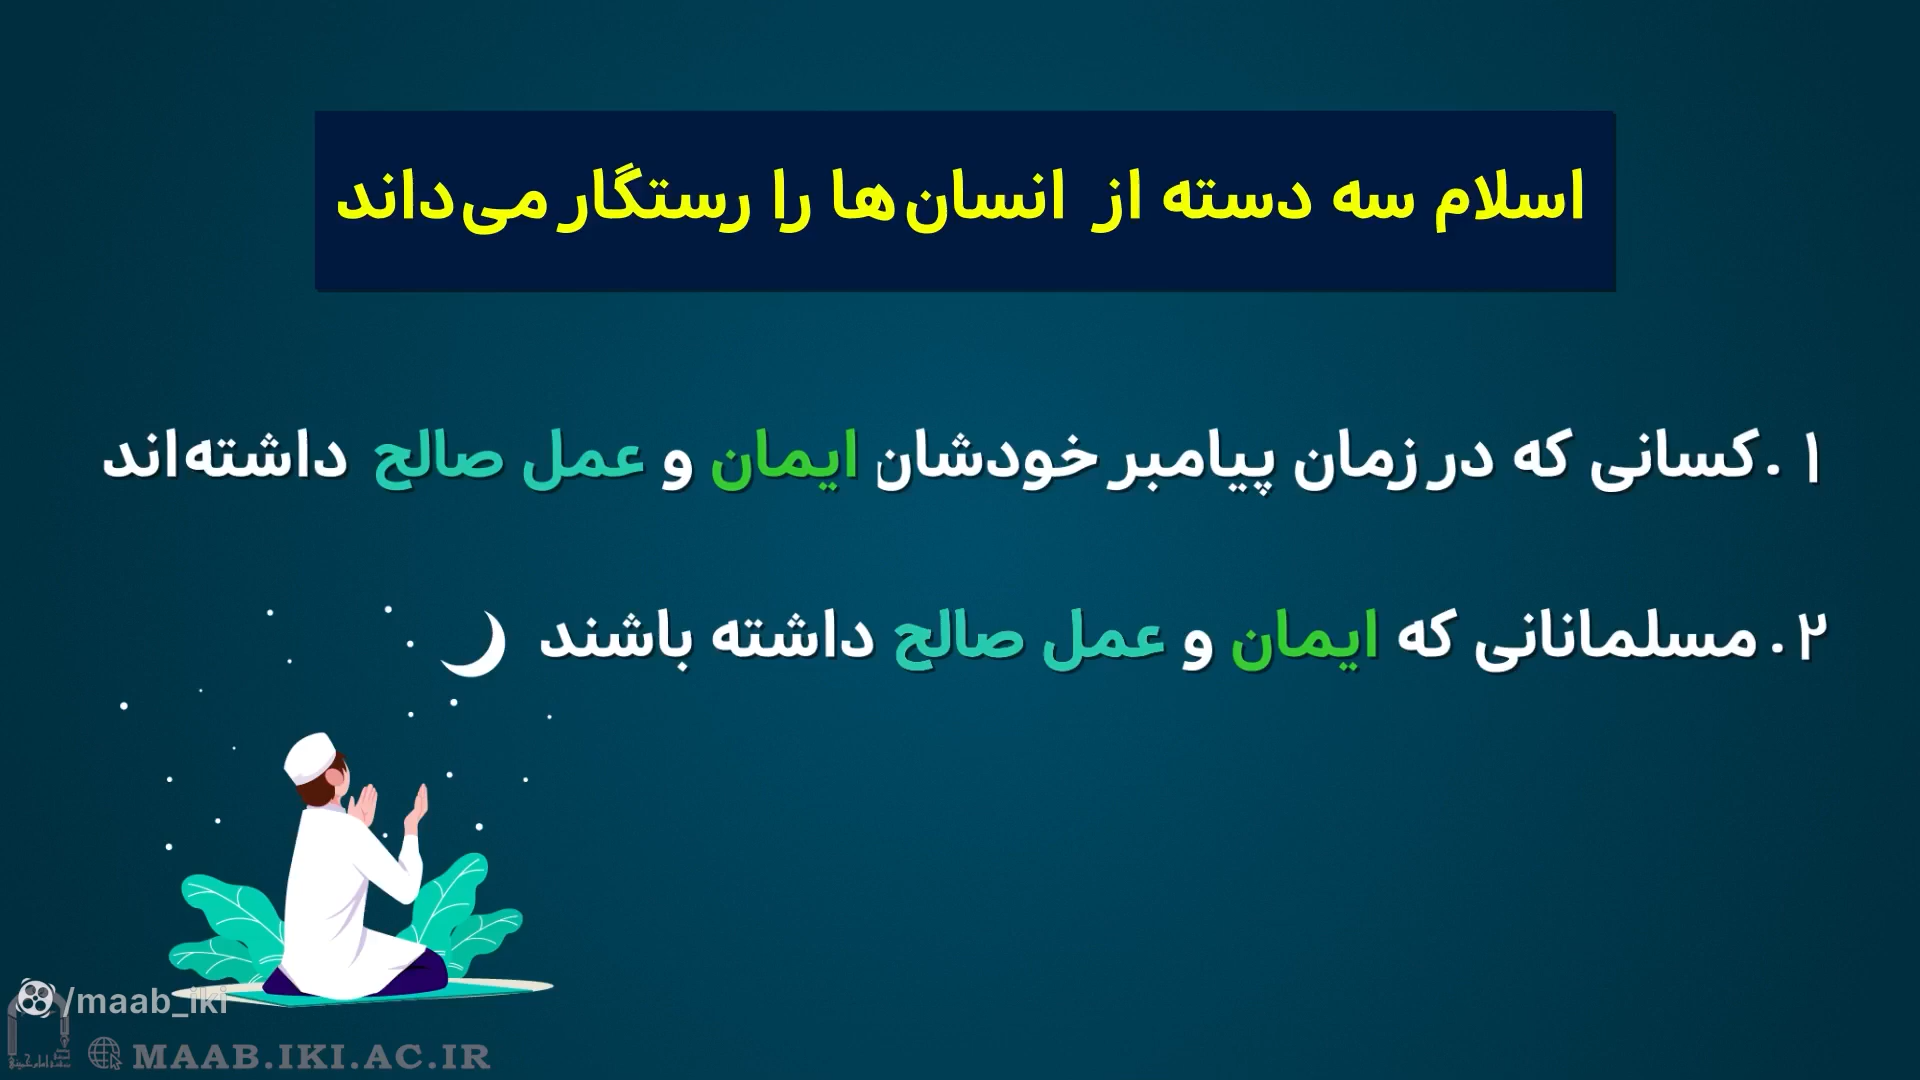 اسلام سه دسته از انسان‌ها را رستگار می‌داند
۱. کسانی که در زمان پیامبر خودشان ایمان و عمل صالح داشته‌اند
۲. مسلمانانی که ایمان و عمل صالح داشته باشند
/maab_iki
MAAB.IKI.AC.IR